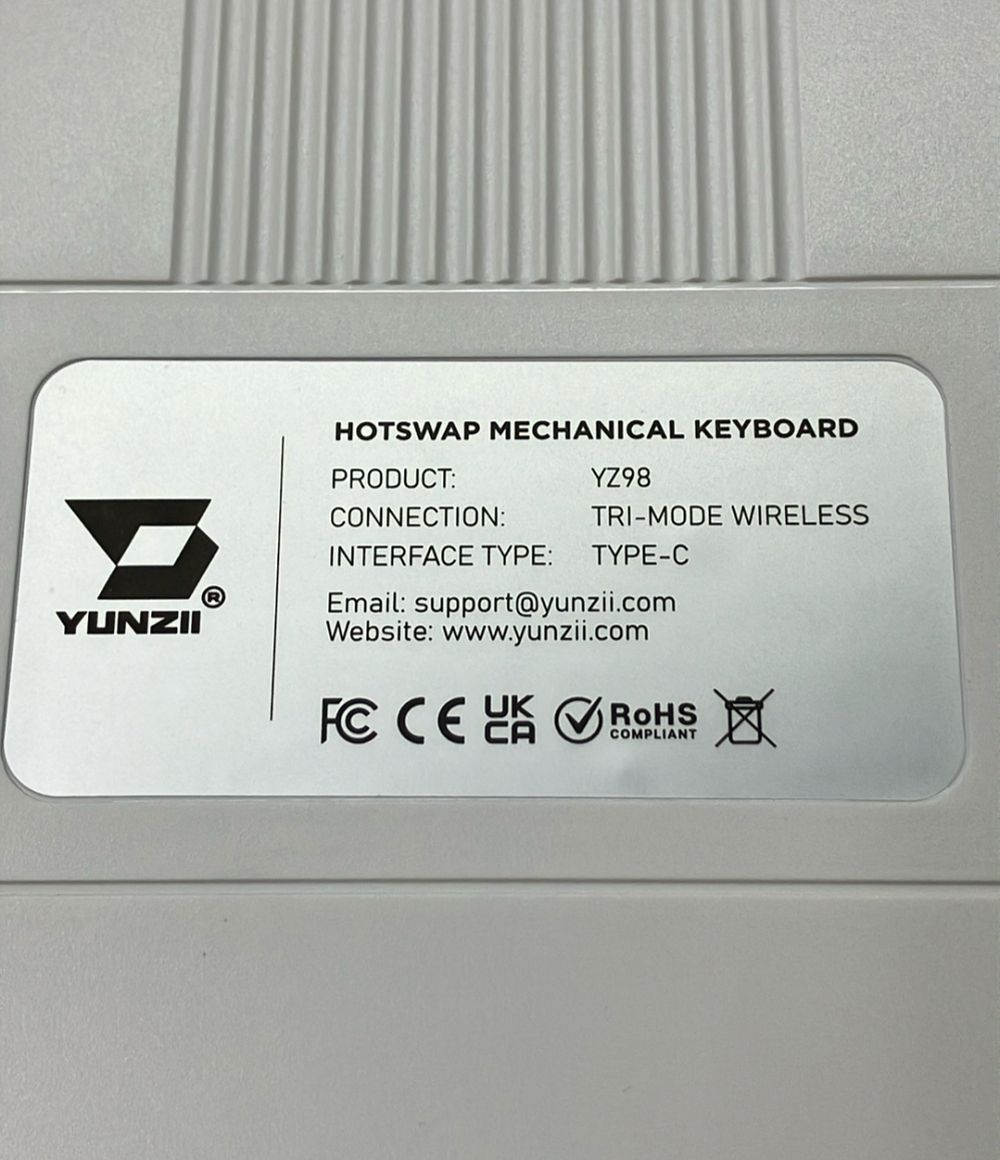 HOTSWAP MECHANICAL KEYBOARD
PRODUCT: YZ98
CONNECTION: TRI-MODE WIRELESS
INTERFACE TYPE: TYPE-C
Email: support@yunzii.com
Website: www.yunzii.com
YUNZII®
FC CE UK CA RoHS COMPLIANT